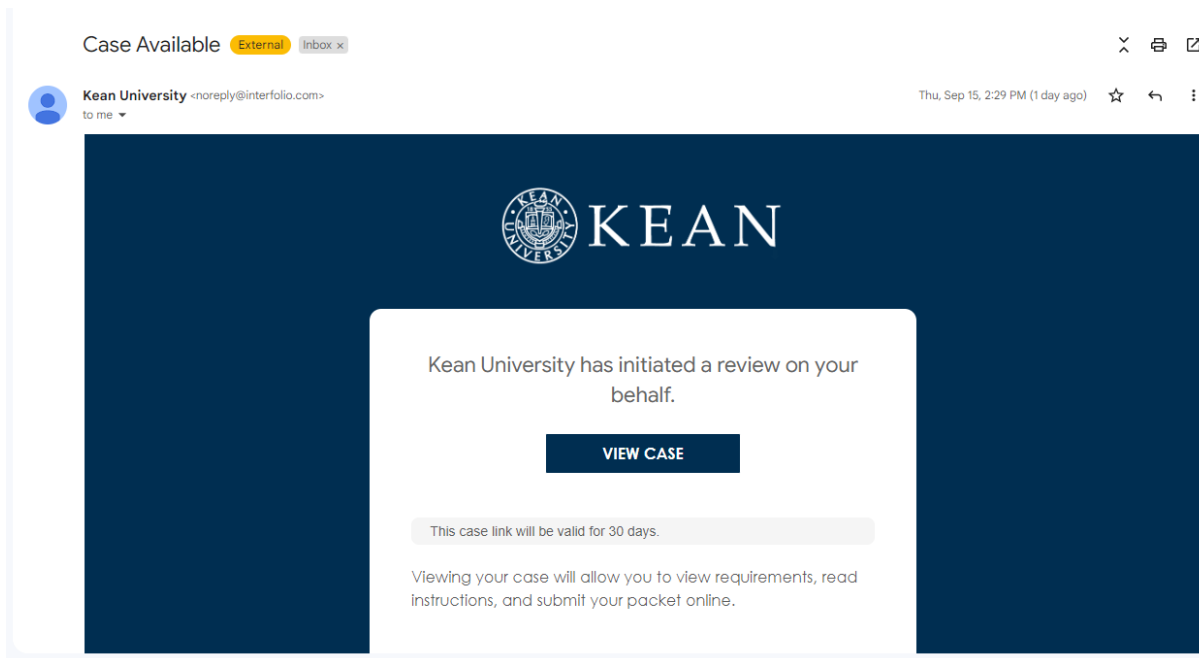 Case Available External Inbox ×
Kean University <noreply@interfolio.com> Thu, Sep 15, 2:29 PM (1 day ago)
to me
KEAN UNIVERSITY
KEAN
Kean University has initiated a review on your
behalf.
VIEW CASE
This case link will be valid for 30 days.
Viewing your case will allow you to view requirements, read
instructions, and submit your packet online.